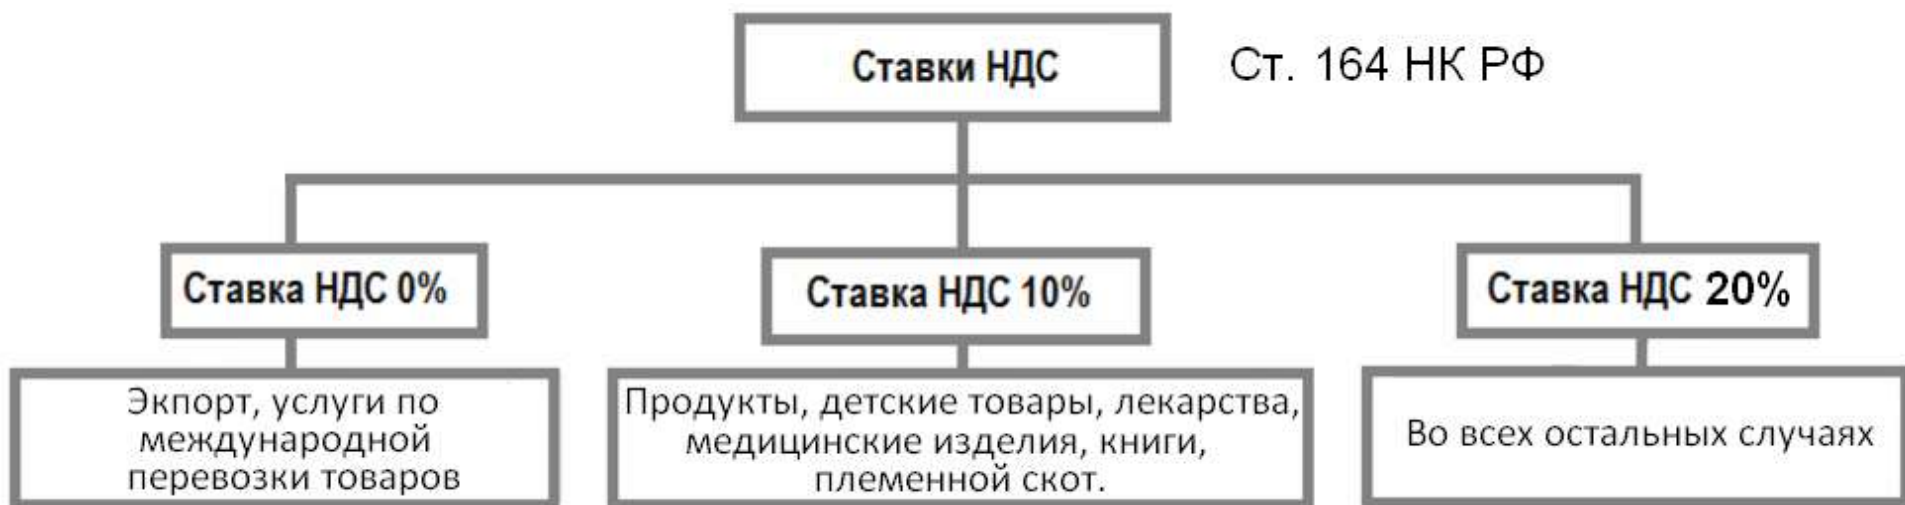 Ставки НДС
Ст. 164 НК РФ
Ставка НДС 0%
Ставка НДС 10%
Ставка НДС 20%
Экпорт, услуги по
международной
перевозки товаров
Продукты, детские товары, лекарства,
медицинские изделия, книги,
племенной скот.
Во всех остальных случаях